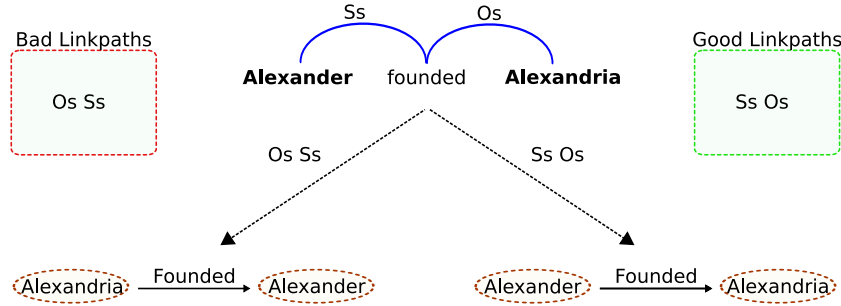 Ss Os
Bad Linkpaths
Good Linkpaths
Alexander founded Alexandria
Os Ss
Ss Os
Os Ss
Ss Os
Alexandria Founded Alexander
Alexander Founded Alexandria